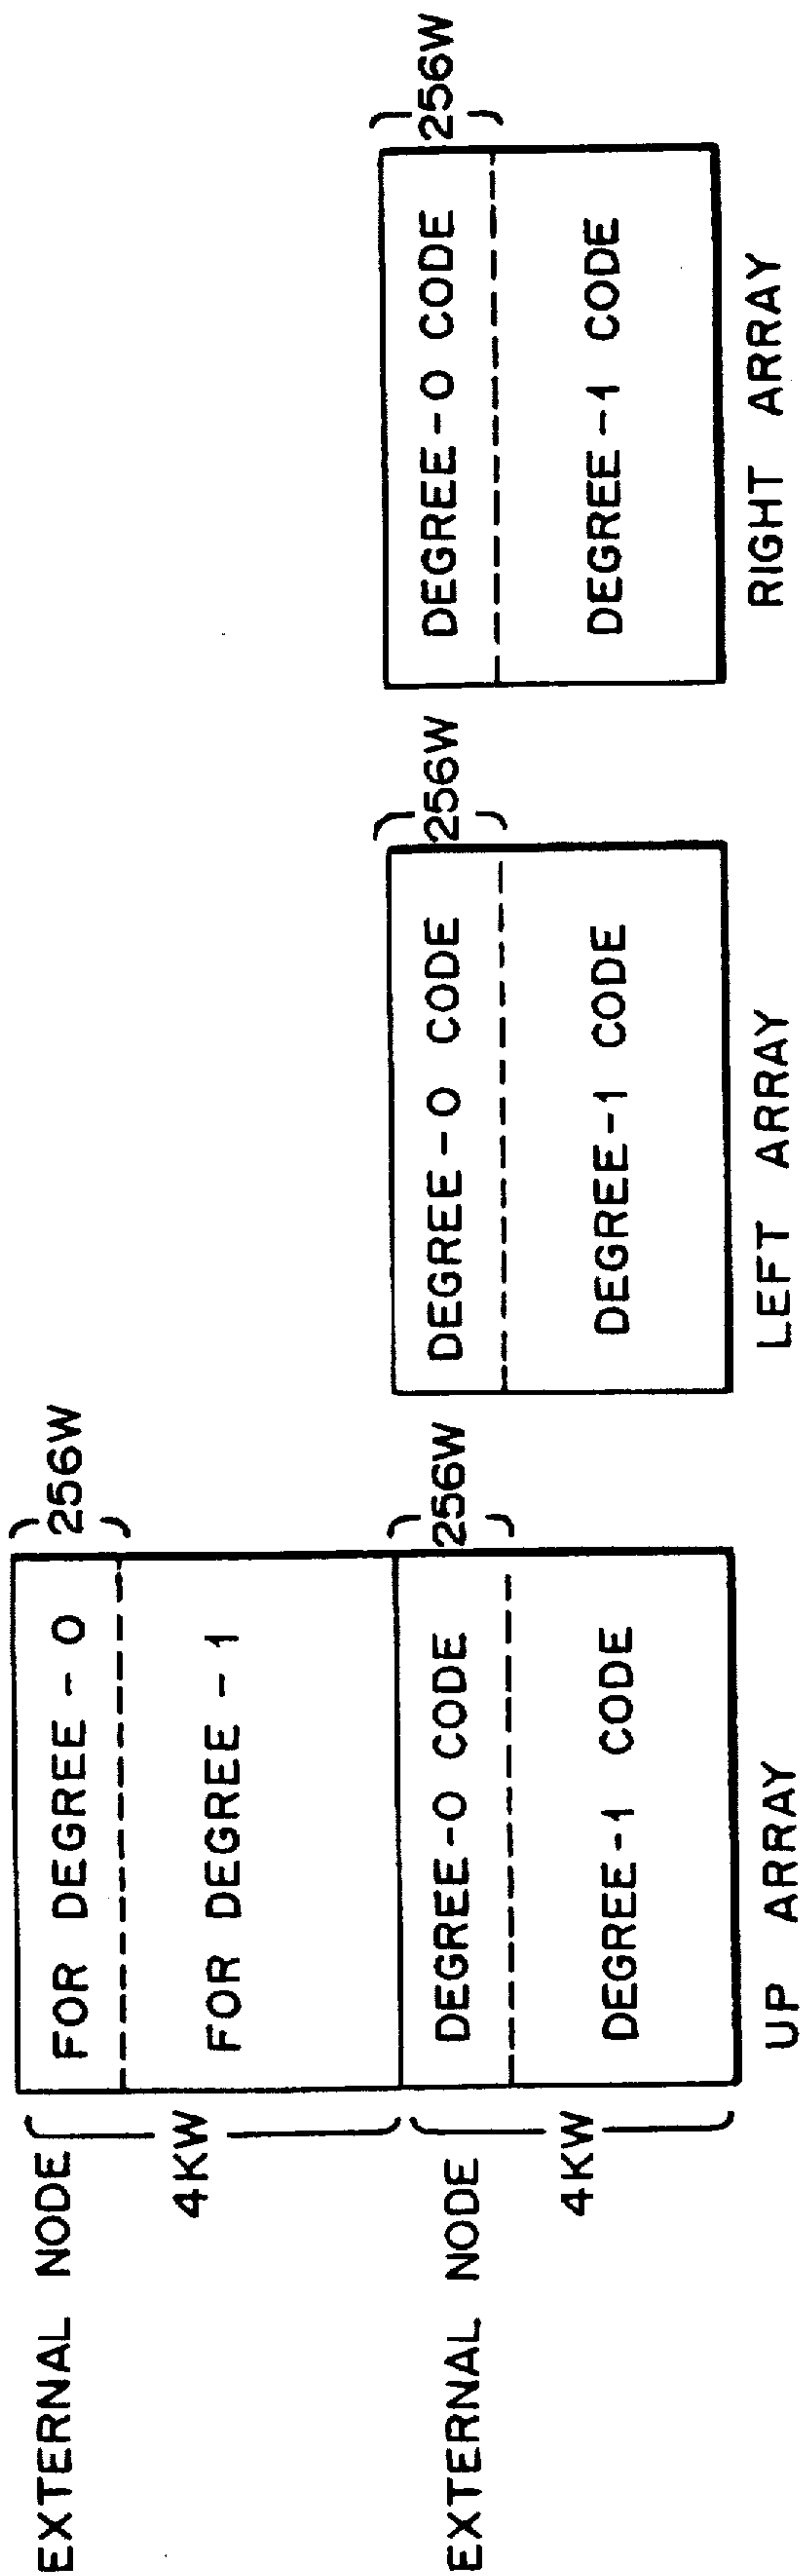 EXTERNAL NODE
4KW
FOR DEGREE - 0
256W
FOR DEGREE - 1
EXTERNAL NODE
4KW
DEGREE - 0 CODE
256W
DEGREE - 1 CODE
UP ARRAY
DEGREE - 0 CODE
256W
DEGREE - 1 CODE
LEFT ARRAY
DEGREE - 0 CODE
256W
DEGREE - 1 CODE
RIGHT ARRAY